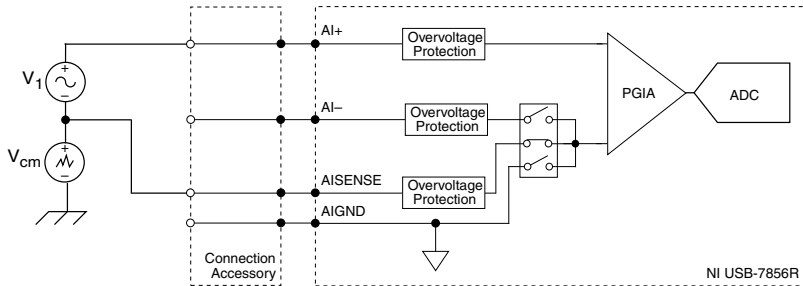 AI+
Overvoltage
Protection
V1
+
−
PGIA
ADC
AI−
Overvoltage
Protection
Vcm
+
−
AISENSE
Overvoltage
Protection
AIGND
Connection
Accessory
NI USB-7856R